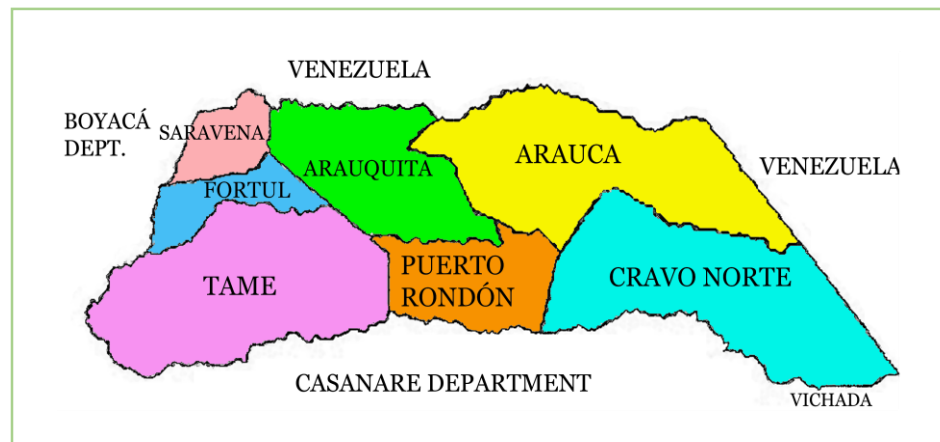 VENEZUELA
BOYACÁ
DEPT.
SARAVENA
ARAUCA
VENEZUELA
ARAUQUITA
FORTUL
PUERTO
RONDÓN
TAME
CRAVO NORTE
CASANARE DEPARTMENT
VICHADA